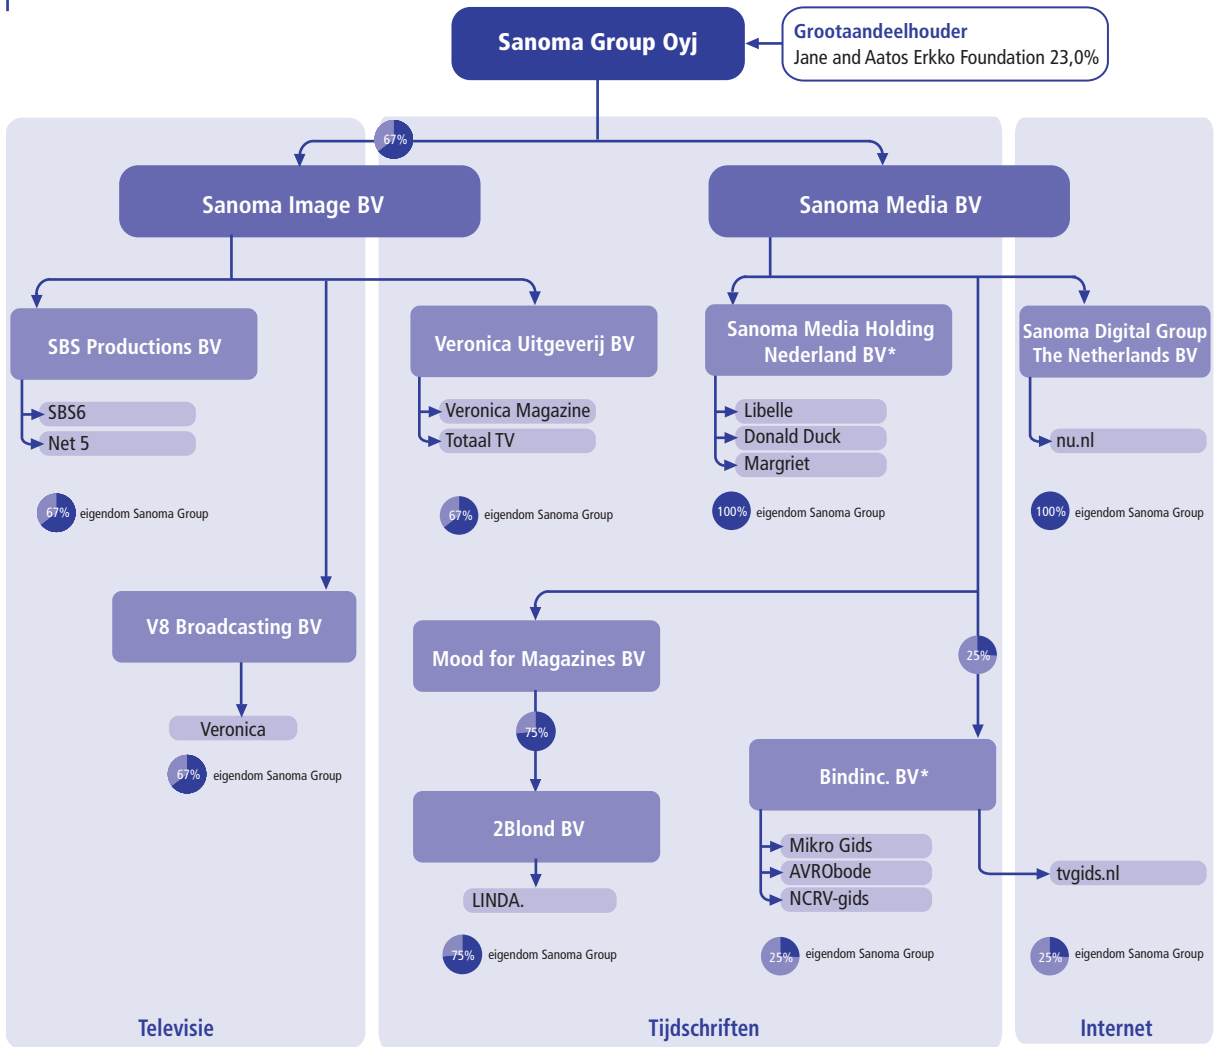 Sanoma Group Oyj
Grootaandeelhouder
Jane and Aatos Erkko Foundation 23,0%
67%
Sanoma Image BV
Sanoma Media BV
SBS Productions BV
SBS6
Net 5
67% eigendom Sanoma Group
Veronica Uitgeverij BV
Veronica Magazine
Totaal TV
67% eigendom Sanoma Group
Sanoma Media Holding
Nederland BV*
Libelle
Donald Duck
Margriet
100% eigendom Sanoma Group
Sanoma Digital Group
The Netherlands BV
nu.nl
100% eigendom Sanoma Group
V8 Broadcasting BV
Veronica
67% eigendom Sanoma Group
Mood for Magazines BV
75%
2Blond BV
LINDA.
75% eigendom Sanoma Group
25%
Bindinc. BV*
Mikro Gids
AVRObode
NCRV-gids
25% eigendom Sanoma Group
tvgids.nl
25% eigendom Sanoma Group
Televisie
Tijdschriften
Internet